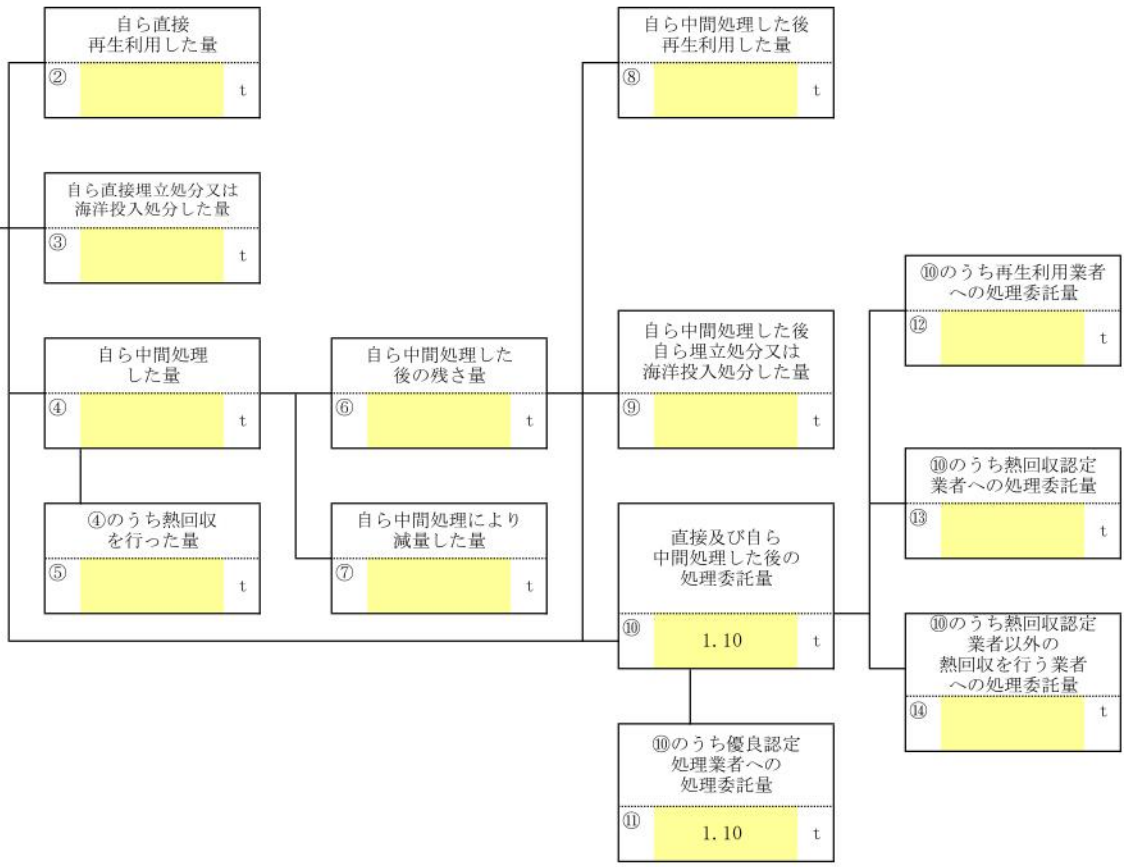 自ら直接
再生利用した量
②
t
自ら中間処理した後
再生利用した量
⑧
t
自ら直接埋立処分又は
海洋投入処分した量
③
t
⑩のうち再生利用業者
への処理委託量
⑫
t
自ら中間処理
した量
④
t
自ら中間処理した
後の残さ量
⑥
t
自ら中間処理した後
自ら埋立処分又は
海洋投入処分した量
⑨
t
⑩のうち熱回収認定
業者への処理委託量
⑬
t
④のうち熱回収
を行った量
⑤
t
自ら中間処理により
減量した量
⑦
t
直接及び自ら
中間処理した後の
処理委託量
⑩
1.10
t
⑩のうち熱回収認定
業者以外の
熱回収を行う業者
への処理委託量
⑭
t
⑩のうち優良認定
処理業者への
処理委託量
⑪
1.10
t